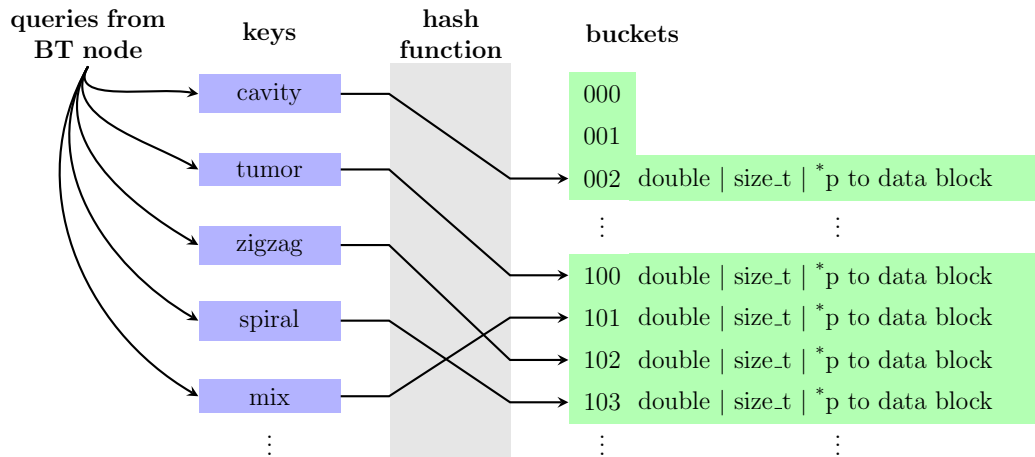 queries from
BT node
keys
hash
function
buckets
cavity
tumor
zigzag
spiral
mix
⋮
000
001
002 double | size_t | *p to data block
⋮ ⋮
100 double | size_t | *p to data block
101 double | size_t | *p to data block
102 double | size_t | *p to data block
103 double | size_t | *p to data block
⋮ ⋮